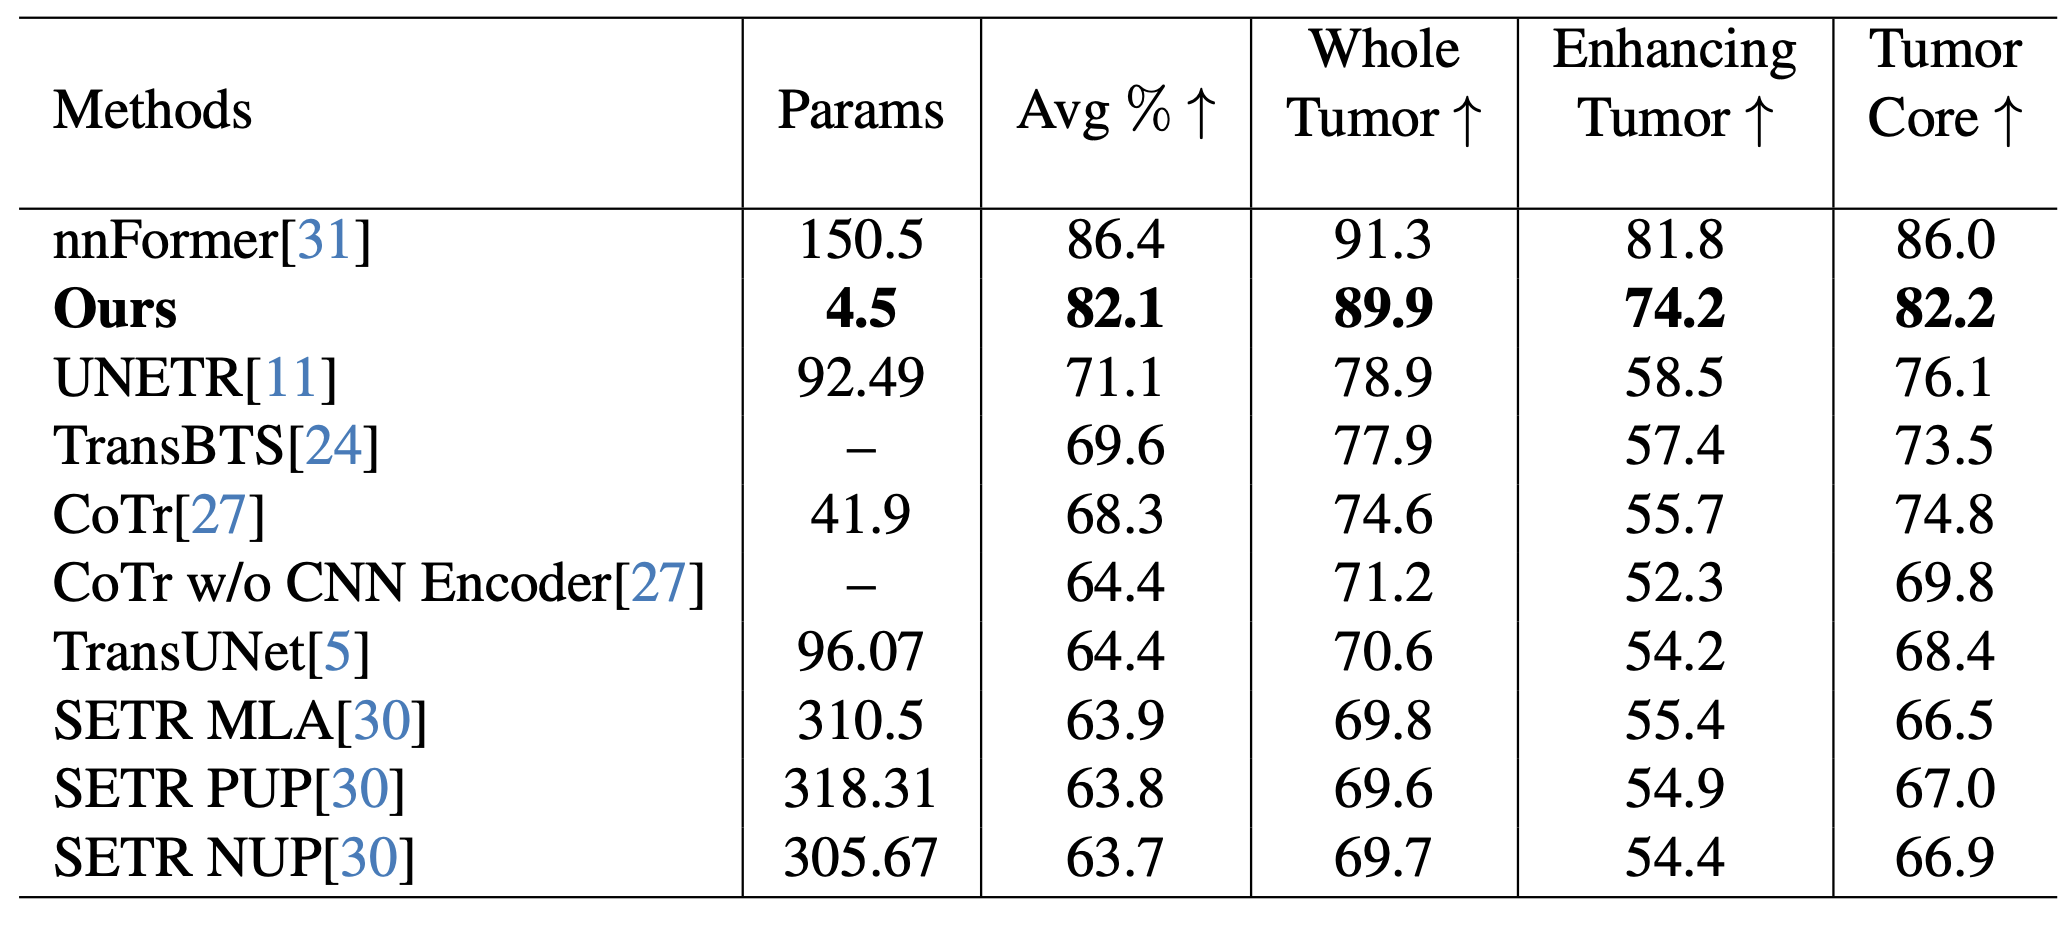 Methods Params Avg % ↑ Whole Tumor ↑ Enhancing Tumor ↑ Tumor Core ↑
nnFormer[31] 150.5 86.4 91.3 81.8 86.0
Ours 4.5 82.1 89.9 74.2 82.2
UNETR[11] 92.49 71.1 78.9 58.5 76.1
TransBTS[24] – 69.6 77.9 57.4 73.5
CoTr[27] 41.9 68.3 74.6 55.7 74.8
CoTr w/o CNN Encoder[27] – 64.4 71.2 52.3 69.8
TransUNet[5] 96.07 64.4 70.6 54.2 68.4
SETR MLA[30] 310.5 63.9 69.8 55.4 66.5
SETR PUP[30] 318.31 63.8 69.6 54.9 67.0
SETR NUP[30] 305.67 63.7 69.7 54.4 66.9